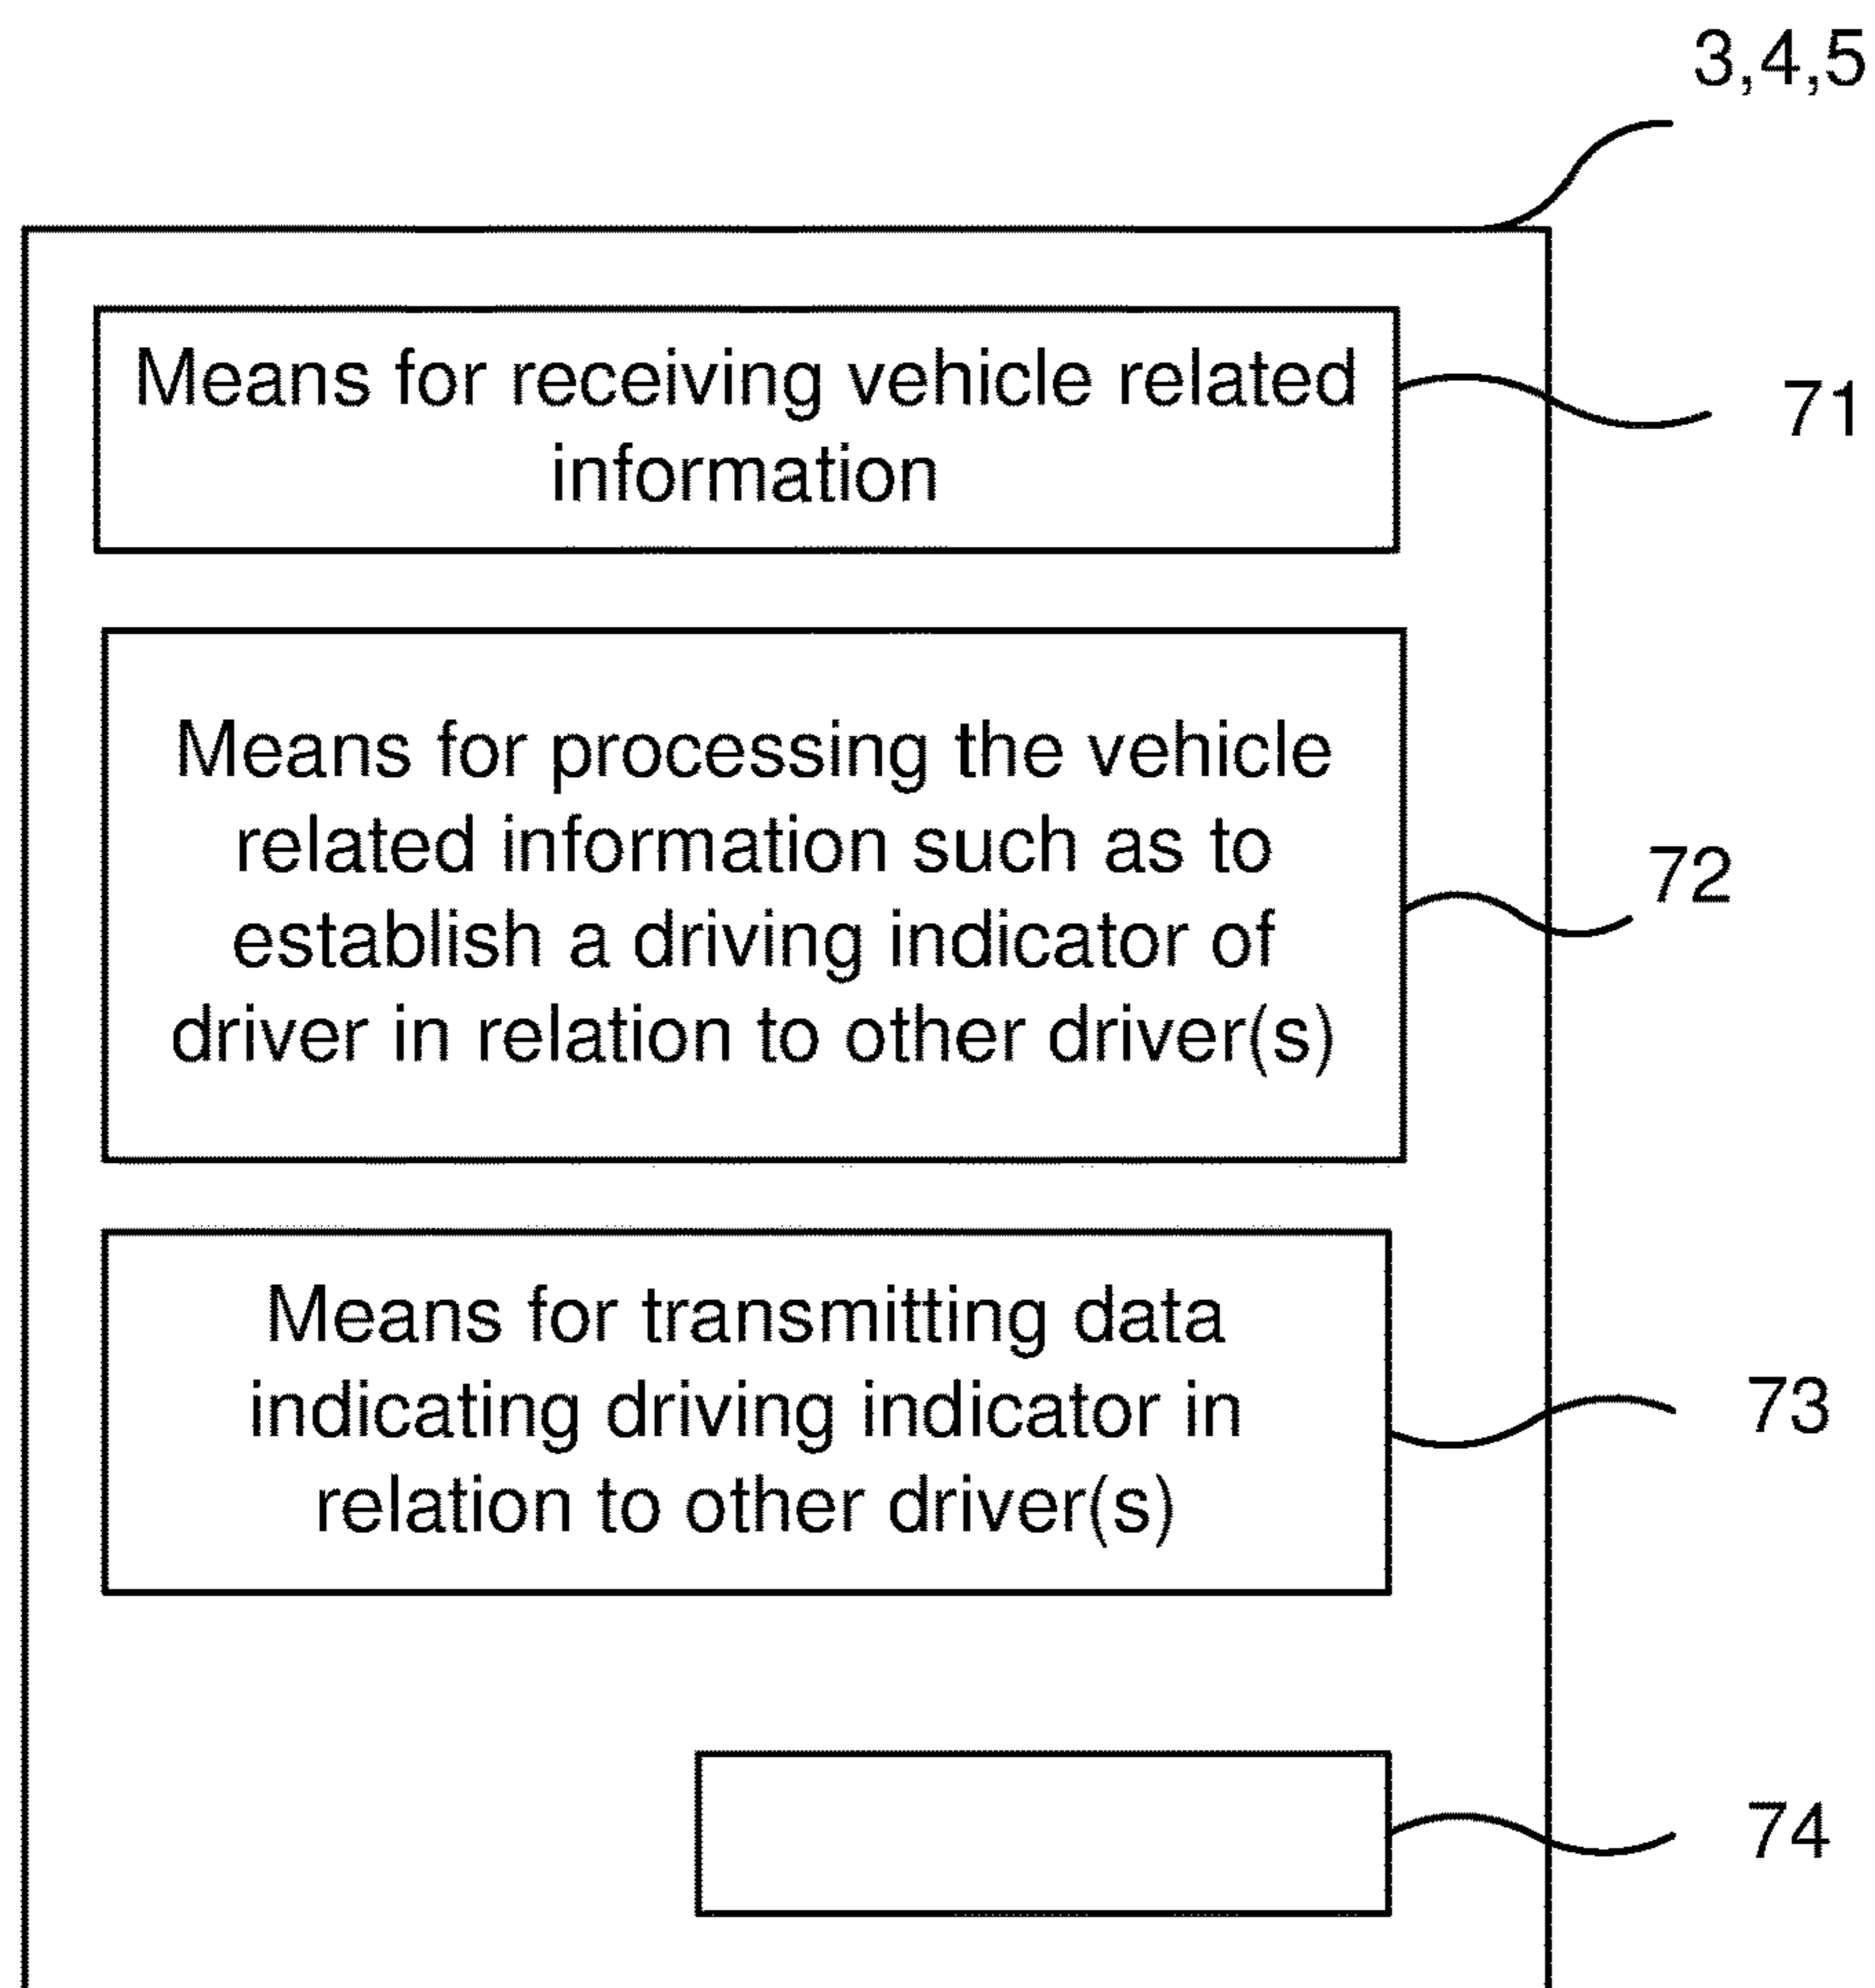 3,4,5
Means for receiving vehicle related
information
71
Means for processing the vehicle
related information such as to
establish a driving indicator of
driver in relation to other driver(s)
72
Means for transmitting data
indicating driving indicator in
relation to other driver(s)
73
74